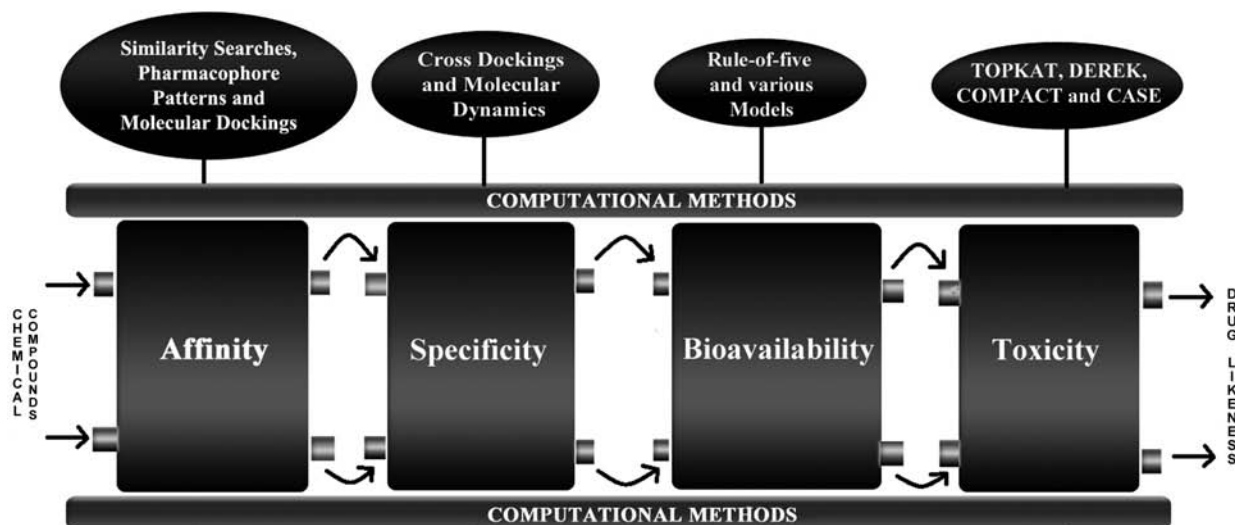 Similarity Searches,
Pharmacophore
Patterns and
Molecular Dockings
Cross Dockings
and Molecular
Dynamics
Rule-of-five
and various
Models
TOPKAT, DEREK,
COMPACT and CASE
COMPUTATIONAL METHODS
CHEMICAL
COMPOUNDS
Affinity
Specificity
Bioavailability
Toxicity
DRUG LIKENESS
COMPUTATIONAL METHODS